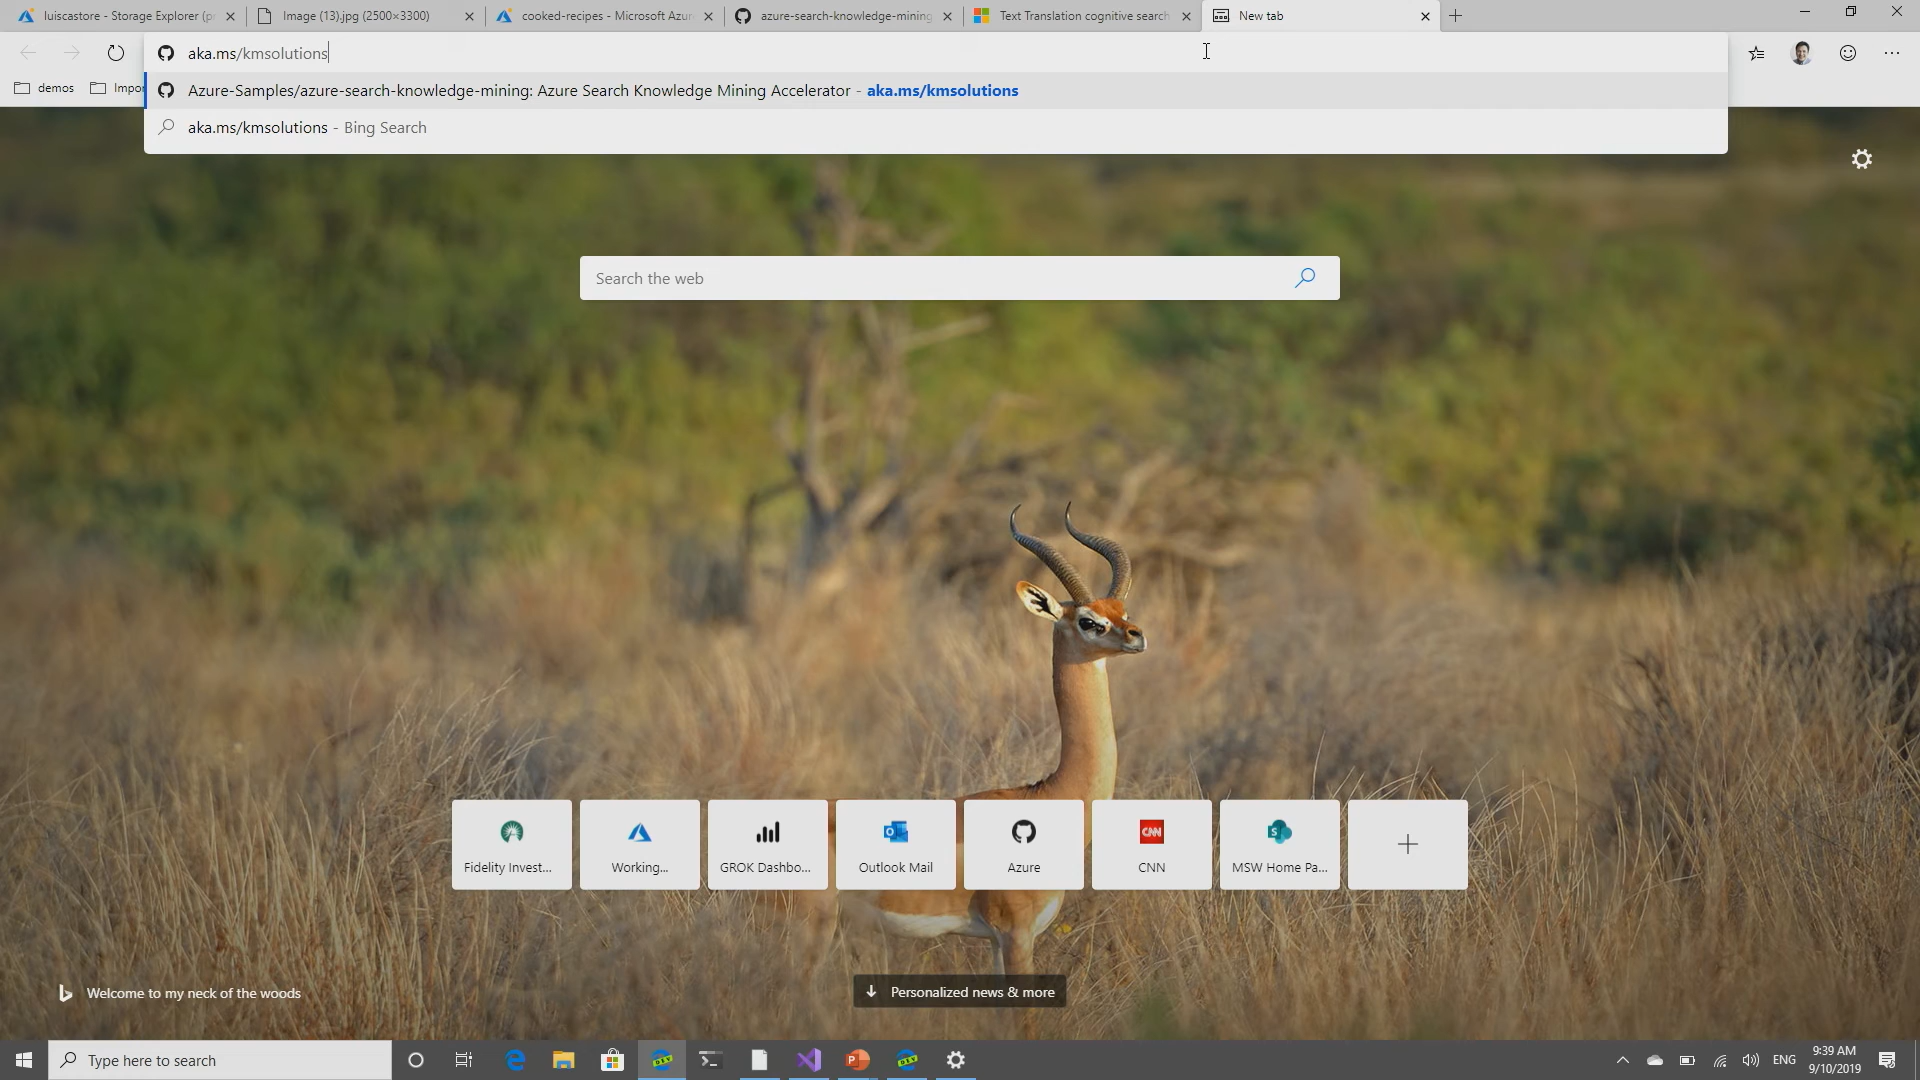 luiscastore - Storage Explorer (pr
Image (13).jpg (2500×3300)
cooked-recipes - Microsoft Azur
azure-search-knowledge-mining
Text Translation cognitive search
New tab
aka.ms/kmsolutions
demos
Impor
Azure-Samples/azure-search-knowledge-mining: Azure Search Knowledge Mining Accelerator - aka.ms/kmsolutions
aka.ms/kmsolutions - Bing Search
Search the web
Fidelity Invest...
Working...
GROK Dashbo...
Outlook Mail
Azure
CNN
MSW Home Pa...
Welcome to my neck of the woods
Personalized news & more
Type here to search
ENG
9:39 AM
9/10/2019